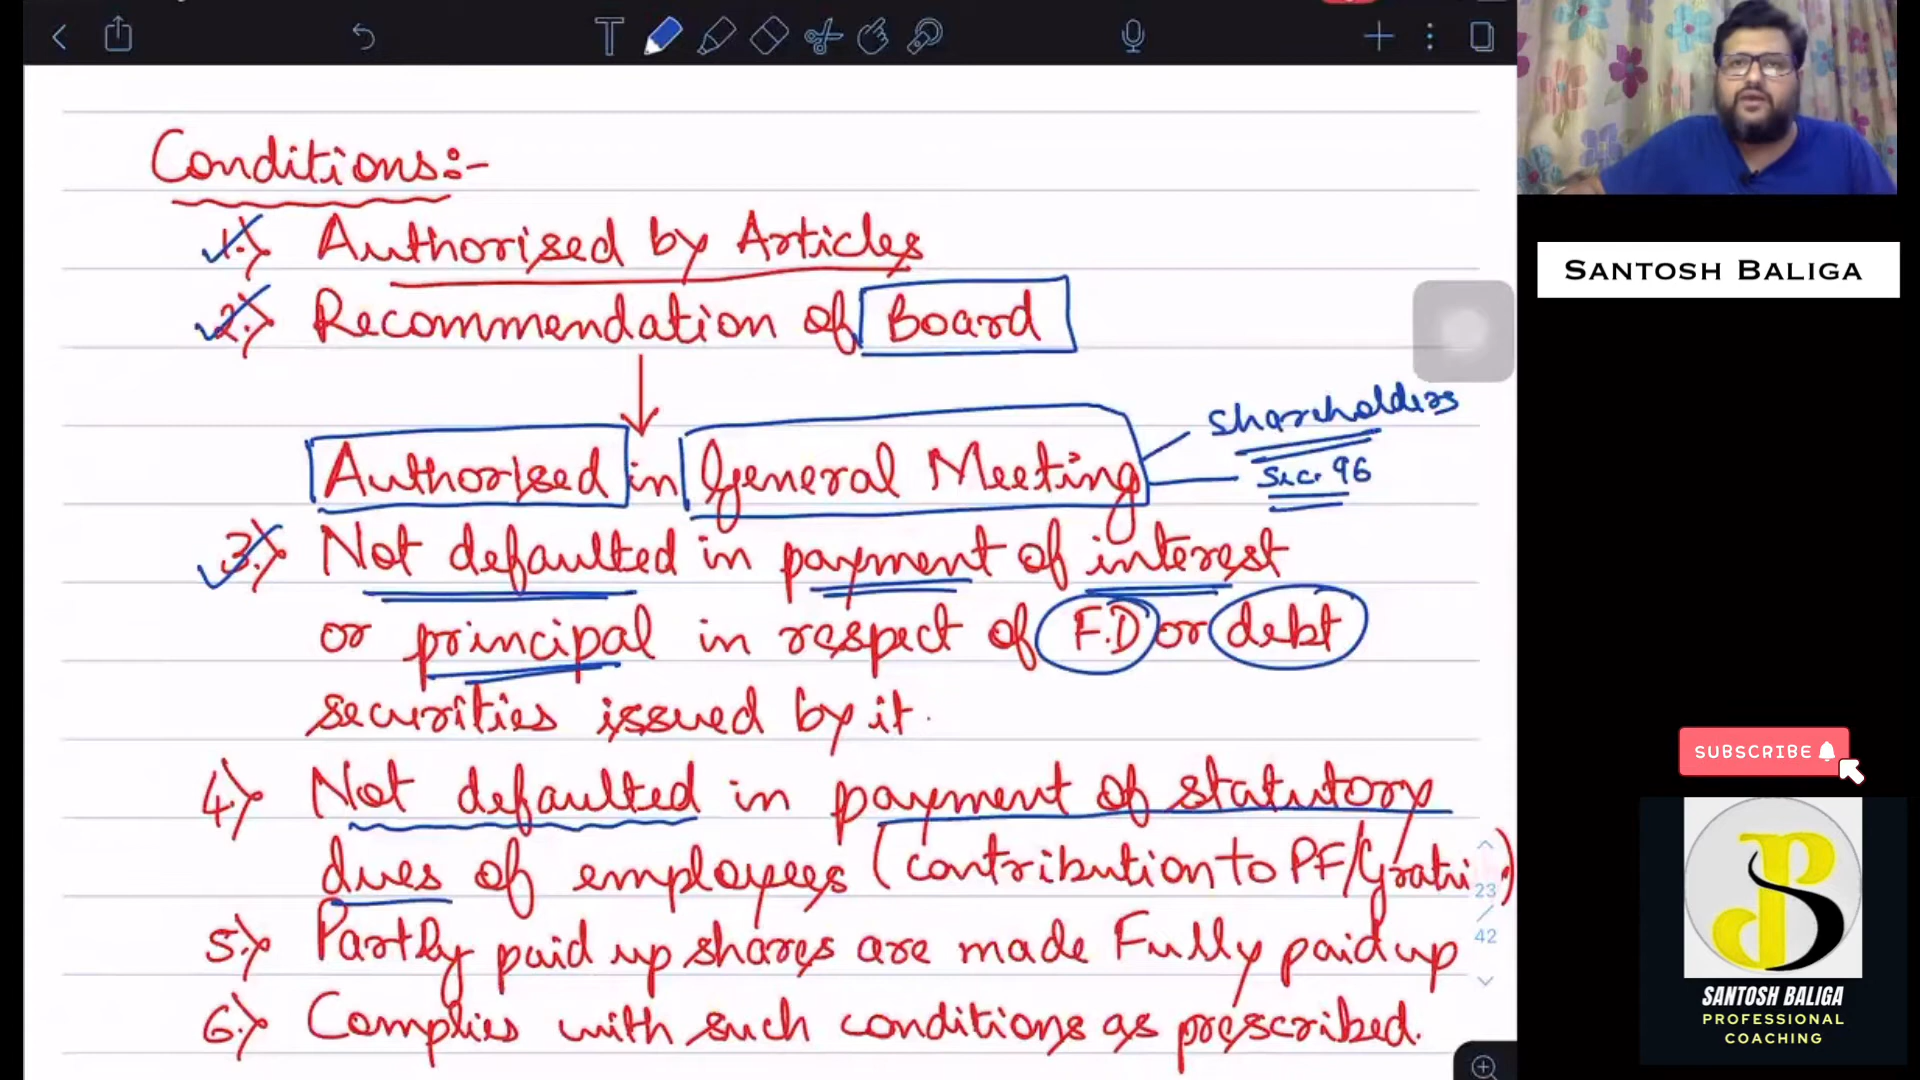 Conditions:-
1.) Authorised by Articles
2.) Recommendation of Board
shareholders
Authorised in General Meeting
Sec. 96
3.) Not defaulted in payment of interest
or principal in respect of F.D or debt
securities issued by it.
4.) Not defaulted in payment of statutory
dues of employees (contribution to PF/
5.) Partly paid up shares are made Fully paid up
6.) Complies with such conditions as prescribed.
23
42
SANTOSH BALIGA
SUBSCRIBE
SANTOSH BALIGA
PROFESSIONAL
COACHING